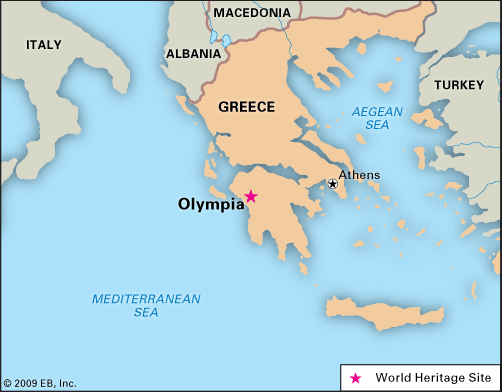 MACEDONIA
ITALY
ALBANIA
TURKEY
GREECE
AEGEAN
SEA
Athens
Olympia
MEDITERRANEAN
SEA
World Heritage Site
© 2009 EB, Inc.